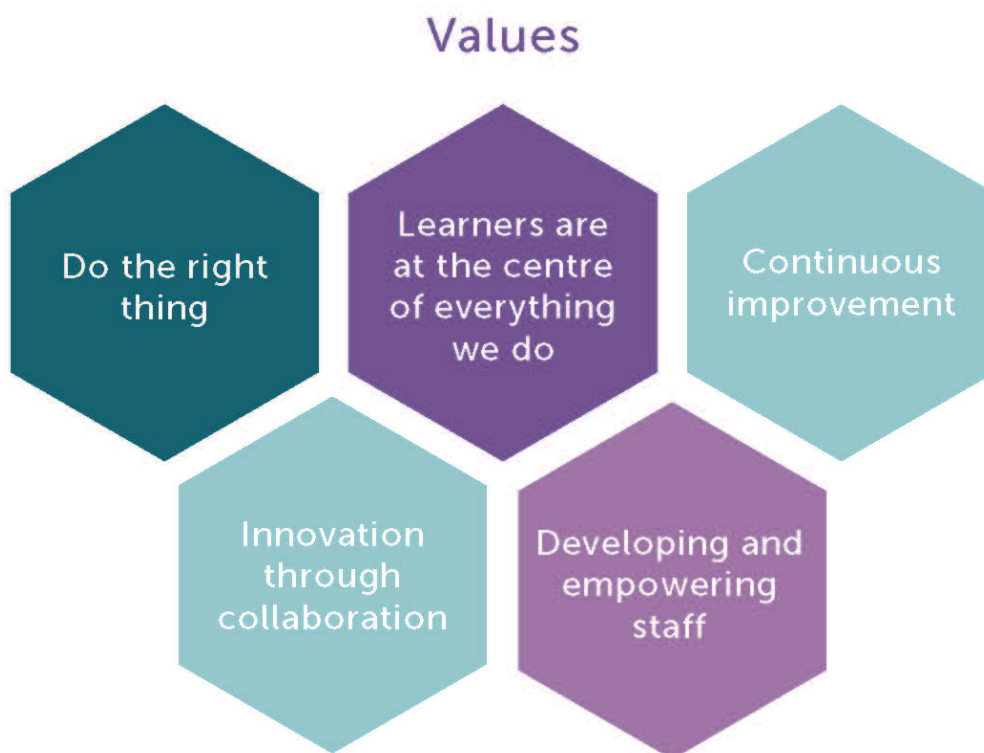 Values
Do the right
thing
Learners are
at the centre
of everything
we do
Continuous
improvement
Innovation
through
collaboration
Developing and
empowering
staff